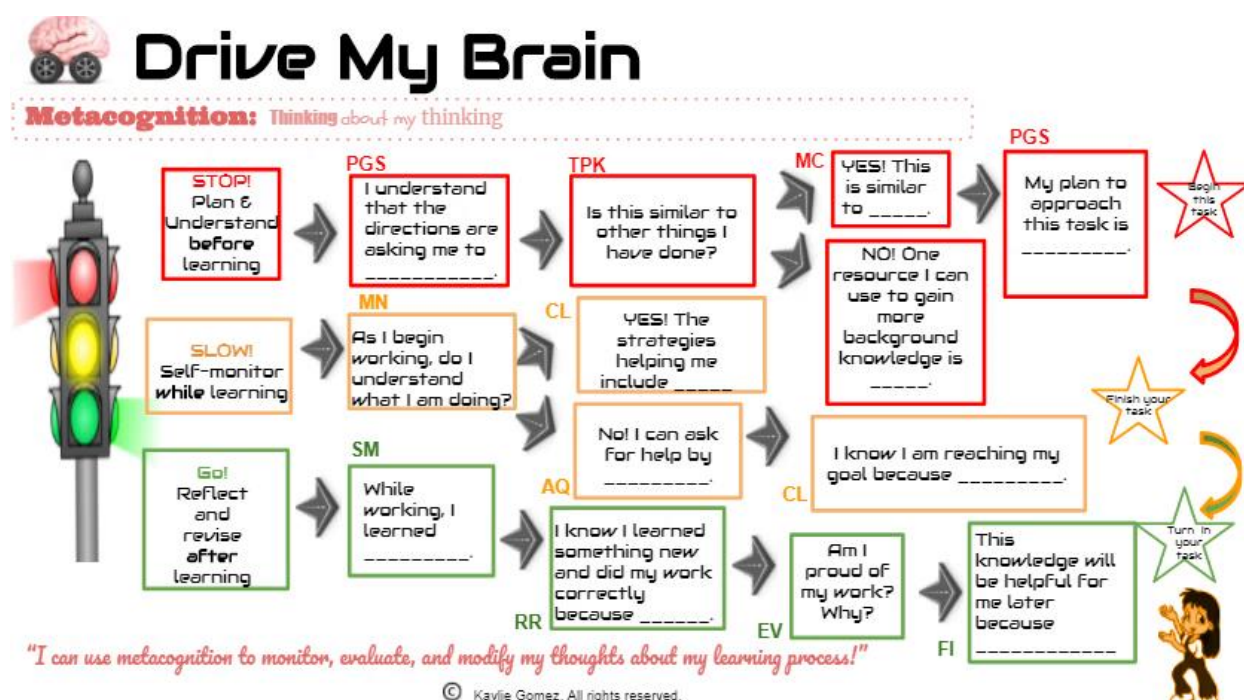 Drive My Brain
Metacognition: Thinking about my thinking
STOP!
Plan &
Understand
before
learning
PGS
I understand
that the
directions are
asking me to
___________.
TPK
Is this similar to
other things I
have done?
MC
YES! This
is similar
to _____.
NO! One
resource I can
use to gain
more
background
knowledge is
_____.
PGS
My plan to
approach
this task is
_________.
Begin
this
task
SLOW!
Self-monitor
while learning
MN
As I begin
working, do I
understand
what I am doing?
CL
YES! The
strategies
helping me
include _____
AQ
No! I can ask
for help by
_________.
CL
I know I am reaching my
goal because _________.
Finish your
task
Go!
Reflect
and
revise
after
learning
SM
While
working, I
learned
_________.
RR
I know I learned
something new
and did my work
correctly
because ______.
EV
Am I
proud of
my work?
Why?
FI
This
knowledge will
be helpful for
me later
because
____________
Turn in
your
task
"I can use metacognition to monitor, evaluate, and modify my thoughts about my learning process!"
© Kaylie Gomez. All rights reserved.